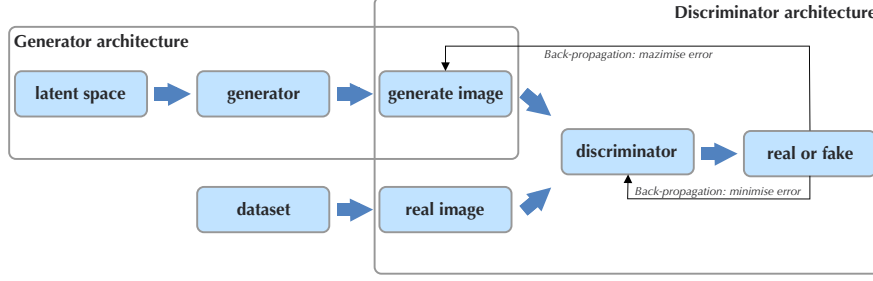 Discriminator architecture
Generator architecture
Back-propagation: mazimise error
latent space
generator
generate image
discriminator
real or fake
Back-propagation: minimise error
dataset
real image